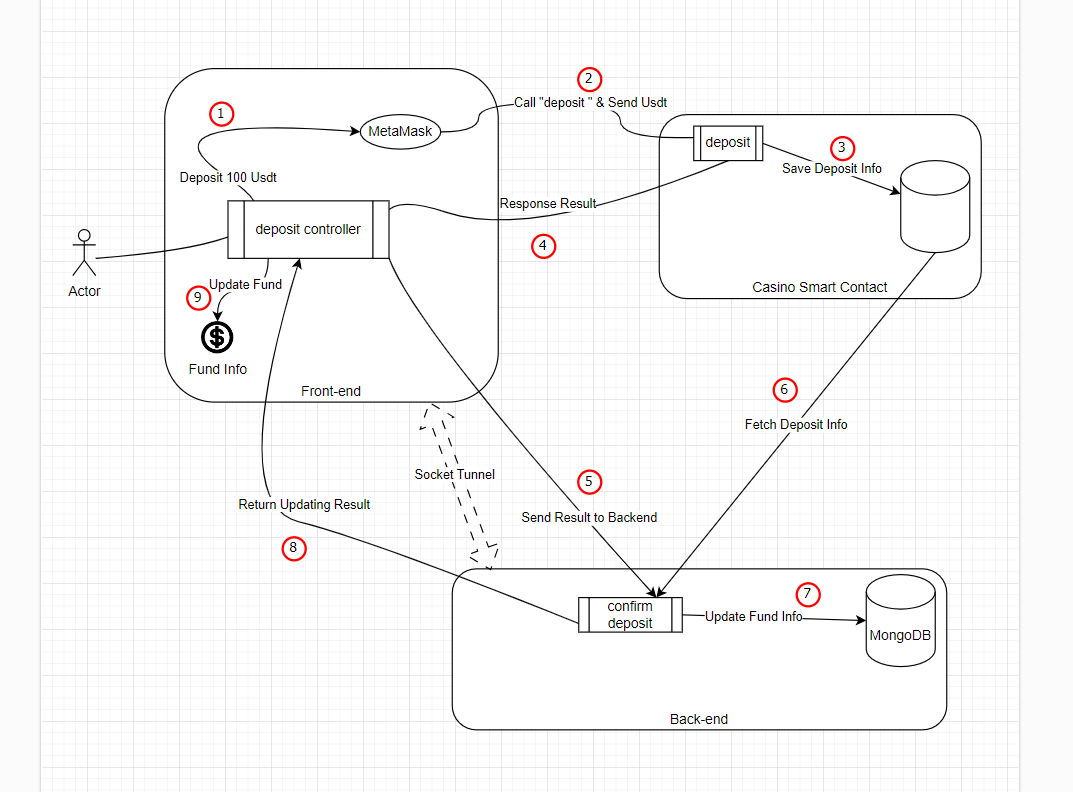 2
Call "deposit " & Send Usdt
1
MetaMask
deposit
3
Save Deposit Info
Deposit 100 Usdt
Response Result
deposit controller
4
Actor
Update Fund
9
Casino Smart Contact
$
Fund Info
Front-end
6
Fetch Deposit Info
Socket Tunnel
5
Return Updating Result
Send Result to Backend
8
7
confirm
deposit
Update Fund Info
MongoDB
Back-end